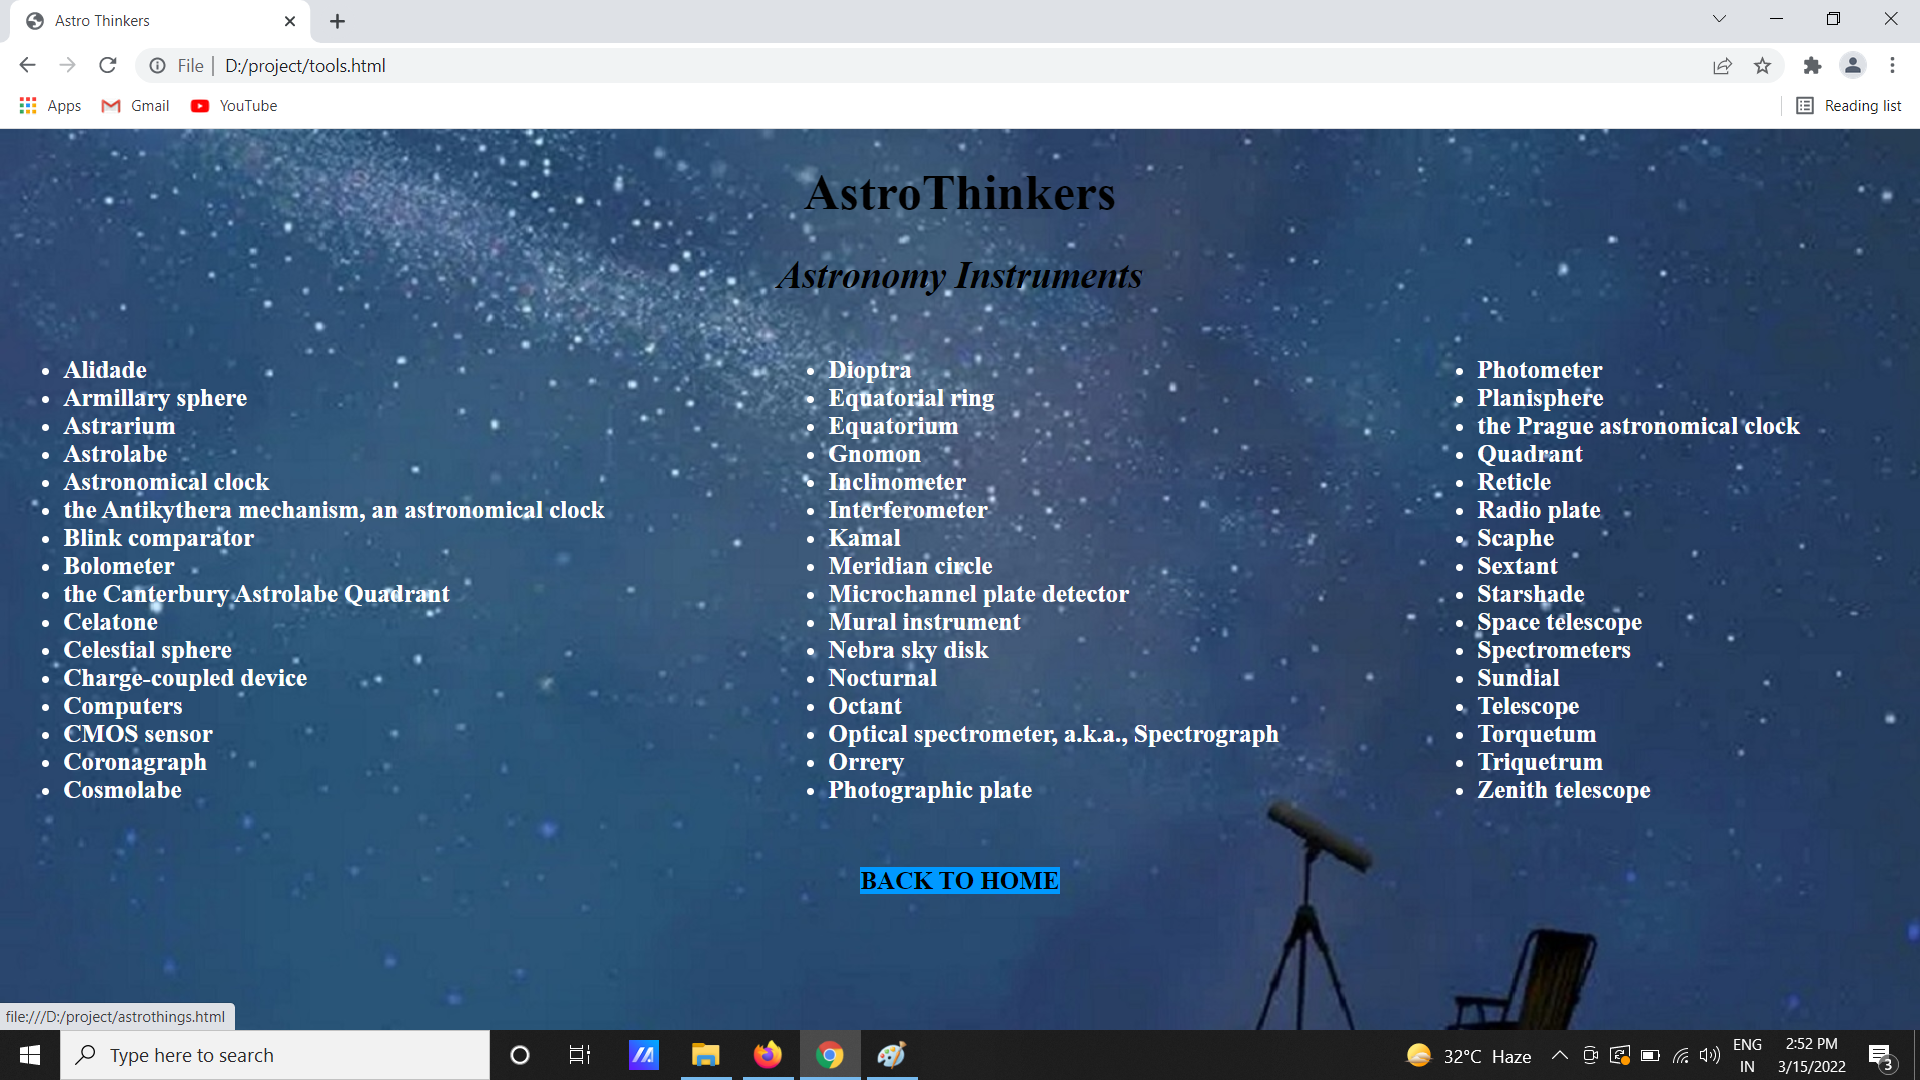 Astro Thinkers
File | D:/project/tools.html
Apps Gmail YouTube Reading list
AstroThinkers
Astronomy Instruments
• Alidade
• Armillary sphere
• Astrarium
• Astrolabe
• Astronomical clock
• the Antikythera mechanism, an astronomical clock
• Blink comparator
• Bolometer
• the Canterbury Astrolabe Quadrant
• Celatone
• Celestial sphere
• Charge-coupled device
• Computers
• CMOS sensor
• Coronagraph
• Cosmolabe
• Dioptra
• Equatorial ring
• Equatorium
• Gnomon
• Inclinometer
• Interferometer
• Kamal
• Meridian circle
• Microchannel plate detector
• Mural instrument
• Nebra sky disk
• Nocturnal
• Octant
• Optical spectrometer, a.k.a., Spectrograph
• Orrery
• Photographic plate
• Photometer
• Planisphere
• the Prague astronomical clock
• Quadrant
• Reticle
• Radio plate
• Scaphe
• Sextant
• Starshade
• Space telescope
• Spectrometers
• Sundial
• Telescope
• Torquetum
• Triquetrum
• Zenith telescope
BACK TO HOME
file:///D:/project/astrothings.html
Type here to search
32°C Haze
ENG
IN
2:52 PM
3/15/2022
3